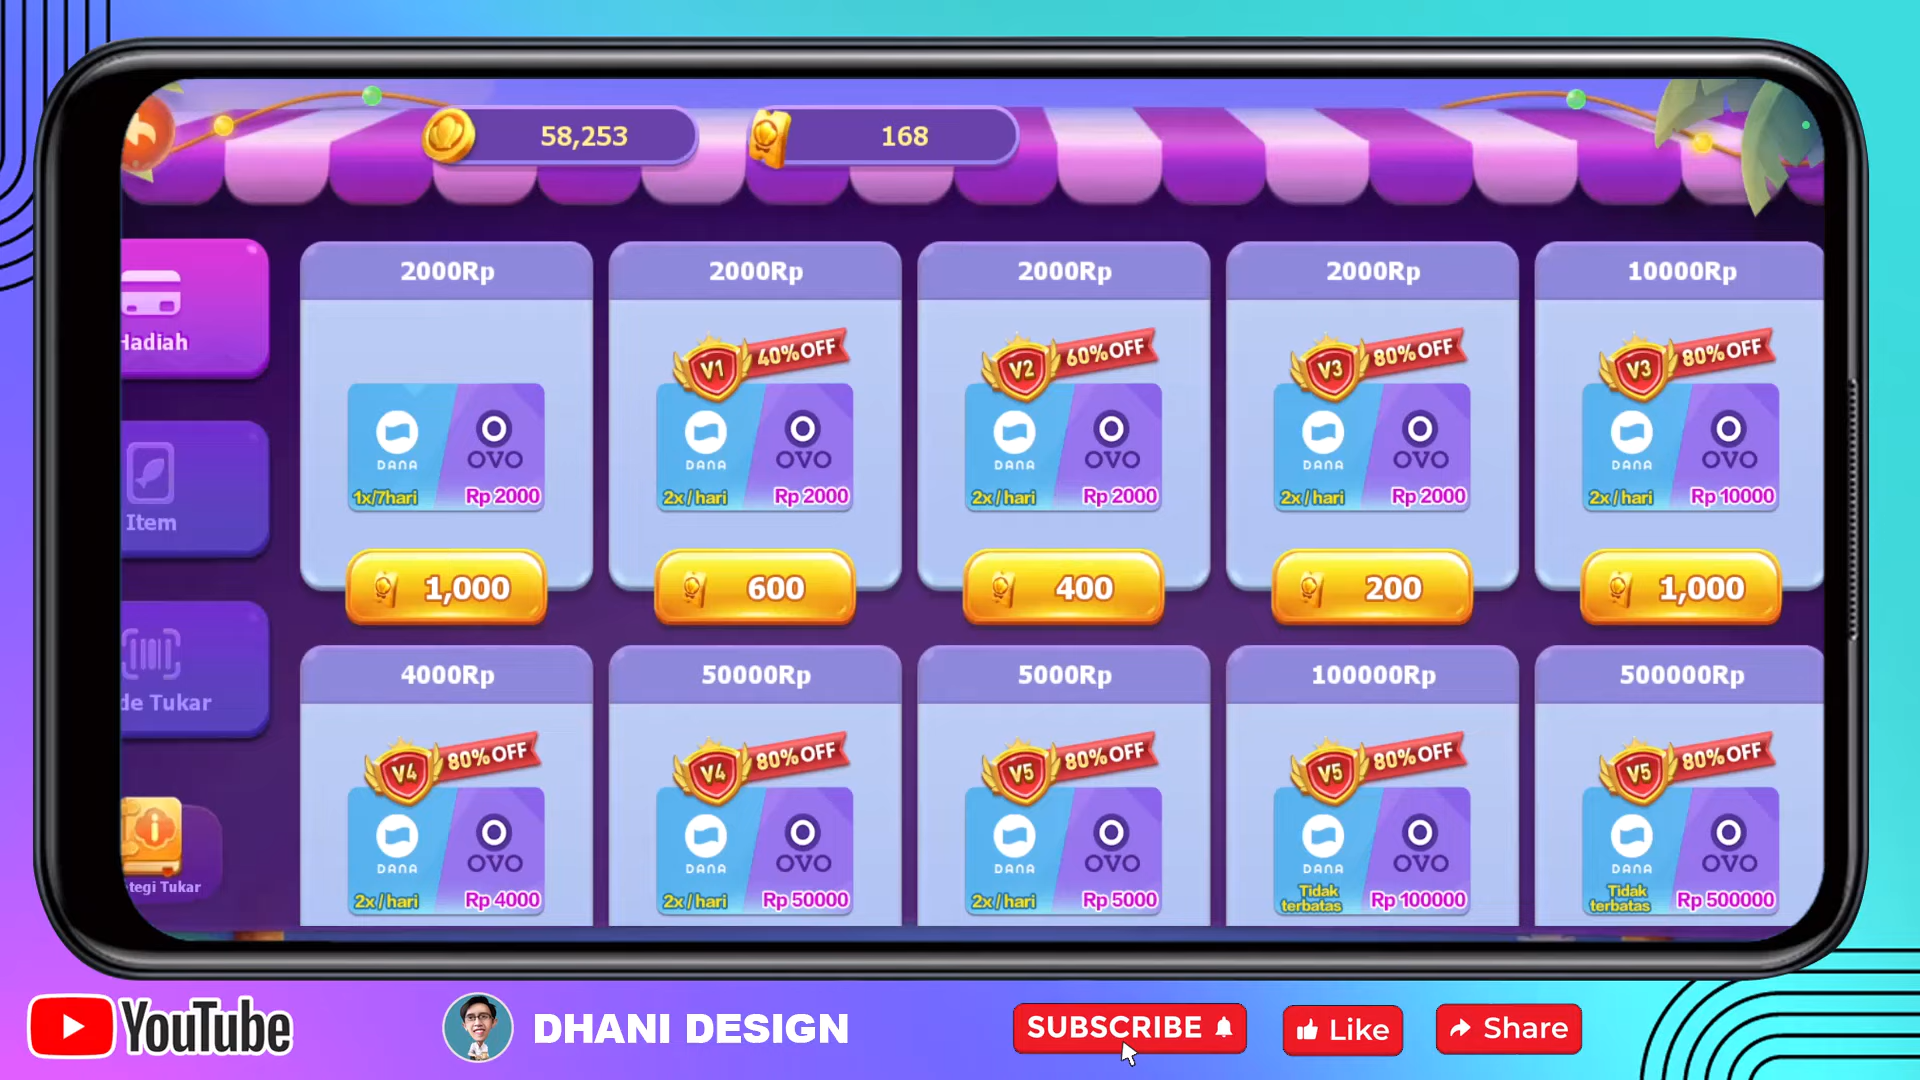 58,253
168
Hadiah
Item
de Tukar
tegi Tukar
2000Rp
DANA
OVO
1x/7hari
Rp 2000
1,000
2000Rp
V1
40%OFF
DANA
OVO
2x/hari
Rp 2000
600
2000Rp
V2
60%OFF
DANA
OVO
2x/hari
Rp 2000
400
2000Rp
V3
80%OFF
DANA
OVO
2x/hari
Rp 2000
200
10000Rp
V3
80%OFF
DANA
OVO
2x/hari
Rp 10000
1,000
4000Rp
V4
80%OFF
DANA
OVO
2x/hari
Rp 4000
50000Rp
V4
80%OFF
DANA
OVO
2x/hari
Rp 50000
5000Rp
V5
80%OFF
DANA
OVO
2x/hari
Rp 5000
100000Rp
V5
80%OFF
DANA
OVO
Tidak
terbatas
Rp 100000
500000Rp
V5
80%OFF
DANA
OVO
Tidak
terbatas
Rp 500000
YouTube
DHANI DESIGN
SUBSCRIBE
Like
Share